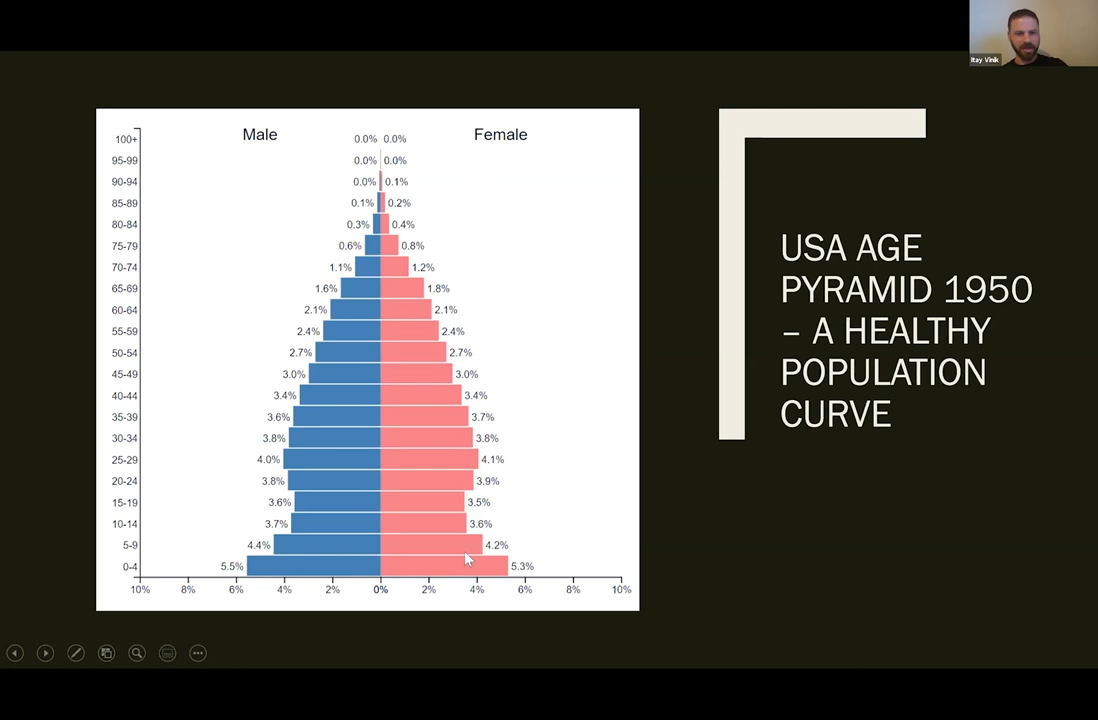 Itay Vinik
Male Female
100+ 0.0% 0.0%
95-99 0.0% 0.0%
90-94 0.0% 0.1%
85-89 0.1% 0.2%
80-84 0.3% 0.4%
75-79 0.6% 0.8%
70-74 1.1% 1.2%
65-69 1.6% 1.8%
60-64 2.1% 2.1%
55-59 2.4% 2.4%
50-54 2.7% 2.7%
45-49 3.0% 3.0%
40-44 3.4% 3.4%
35-39 3.6% 3.7%
30-34 3.8% 3.8%
25-29 4.0% 4.1%
20-24 3.8% 3.9%
15-19 3.6% 3.5%
10-14 3.7% 3.6%
5-9 4.4% 4.2%
0-4 5.5% 5.3%
10% 8% 6% 4% 2% 0% 2% 4% 6% 8% 10%
USA AGE
PYRAMID 1950
– A HEALTHY
POPULATION
CURVE